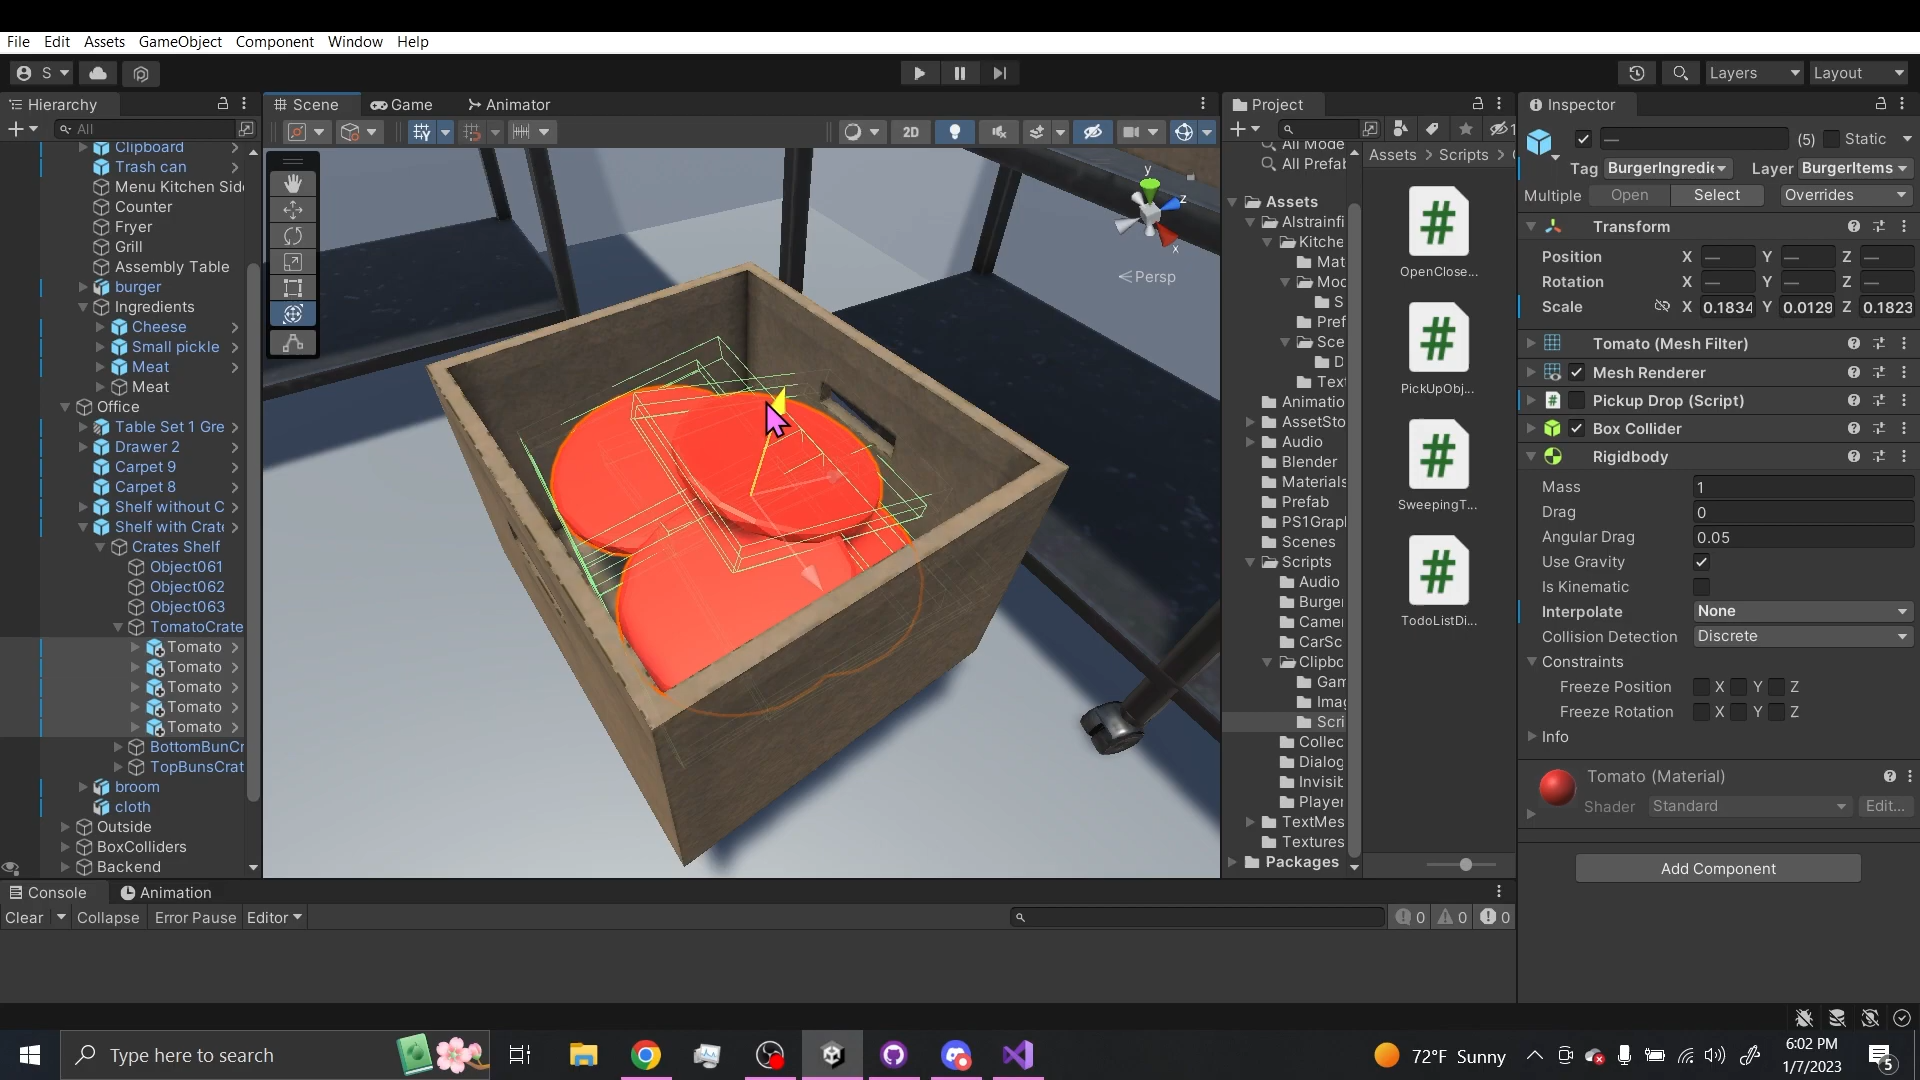 File Edit Assets GameObject Component Window Help
S
Layers
Layout
Hierarchy
All
Clipboard
Trash can
Menu Kitchen Sid
Counter
Fryer
Grill
Assembly Table
burger
Ingredients
Cheese
Small pickle
Meat
Meat
Office
Table Set 1 Gre
Drawer 2
Carpet 9
Carpet 8
Shelf without C
Shelf with Crat
Crates Shelf
Object061
Object062
Object063
TomatoCrate
Tomato
Tomato
Tomato
Tomato
Tomato
BottomBunCr
TopBunsCrat
broom
cloth
Outside
BoxColliders
Backend
Scene Game Animator
2D
y
z
x
Persp
Project
All Mode
All Prefab
Assets
Alstrainfi
Kitche
Mat
Mod
S
Pref
Sce
D
Text
Animatio
AssetSto
Audio
Blender
Materials
Prefab
PS1Grapl
Scenes
Scripts
Audio
Burger
Camer
CarSc
Clipbo
Gam
Imag
Scri
Collec
Dialog
Invisib
Player
TextMes
Textures
Packages
Assets > Scripts >
OpenClose...
PickUpObj...
SweepingT...
TodoListDi...
Inspector
— (5) Static
Tag BurgerIngredie Layer BurgerItems
Multiple Open Select Overrides
Transform
Position X — Y — Z —
Rotation X — Y — Z —
Scale X 0.1834 Y 0.0129 Z 0.1823
Tomato (Mesh Filter)
Mesh Renderer
Pickup Drop (Script)
Box Collider
Rigidbody
Mass 1
Drag 0
Angular Drag 0.05
Use Gravity
Is Kinematic
Interpolate None
Collision Detection Discrete
Constraints
Freeze Position X Y Z
Freeze Rotation X Y Z
Info
Tomato (Material)
Shader Standard Edit...
Add Component
Console Animation
Clear Collapse Error Pause Editor
0 0 0
Type here to search
72°F Sunny
6:02 PM
1/7/2023
5